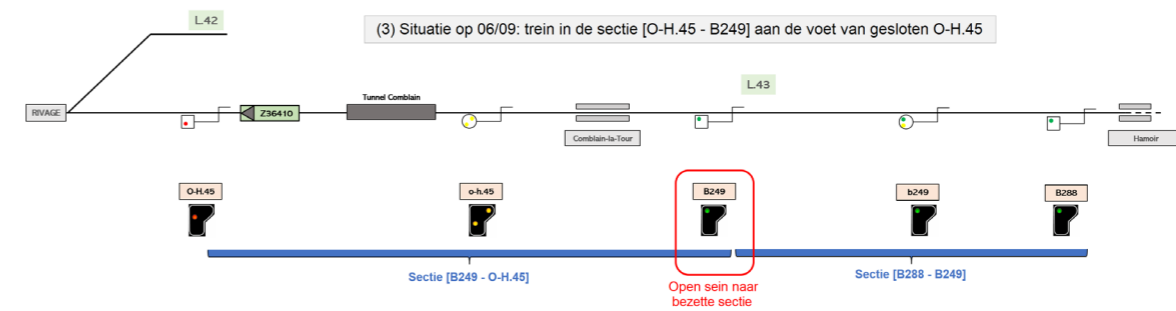 L.42
(3) Situatie op 06/09: trein in de sectie [O-H.45 - B249] aan de voet van gesloten O-H.45
L.43
Tunnel Comblain
RIVAGE
Z36410
Comblain-la-Tour
Hamoir
O-H.45
o-h.45
B249
b249
B288
Sectie [B249 - O-H.45]
Sectie [B288 - B249]
Open sein naar
bezette sectie